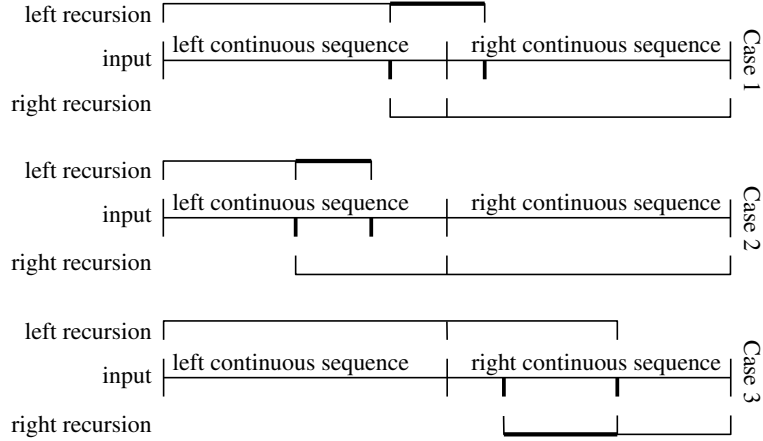 left recursion
left continuous sequence right continuous sequence
input
right recursion
Case 1
left recursion
left continuous sequence right continuous sequence
input
right recursion
Case 2
left recursion
left continuous sequence right continuous sequence
input
right recursion
Case 3